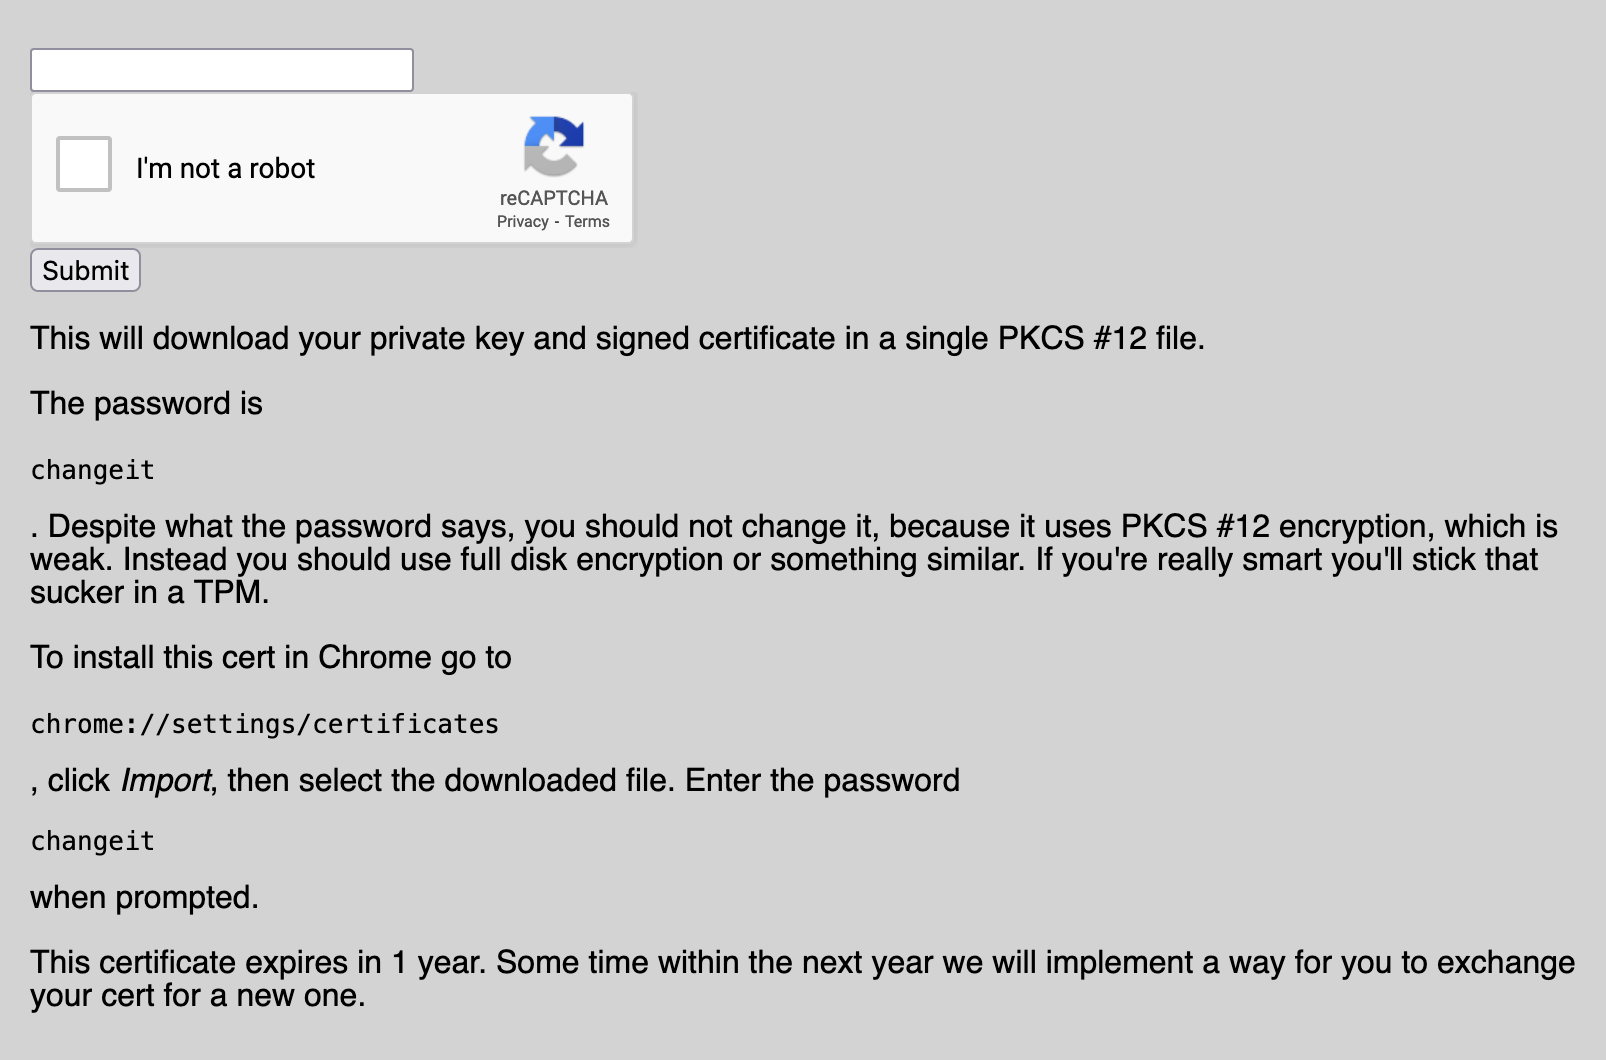 I'm not a robot
reCAPTCHA
Privacy - Terms
Submit
This will download your private key and signed certificate in a single PKCS #12 file.
The password is
changeit
. Despite what the password says, you should not change it, because it uses PKCS #12 encryption, which is
weak. Instead you should use full disk encryption or something similar. If you're really smart you'll stick that
sucker in a TPM.
To install this cert in Chrome go to
chrome://settings/certificates
, click Import, then select the downloaded file. Enter the password
changeit
when prompted.
This certificate expires in 1 year. Some time within the next year we will implement a way for you to exchange
your cert for a new one.